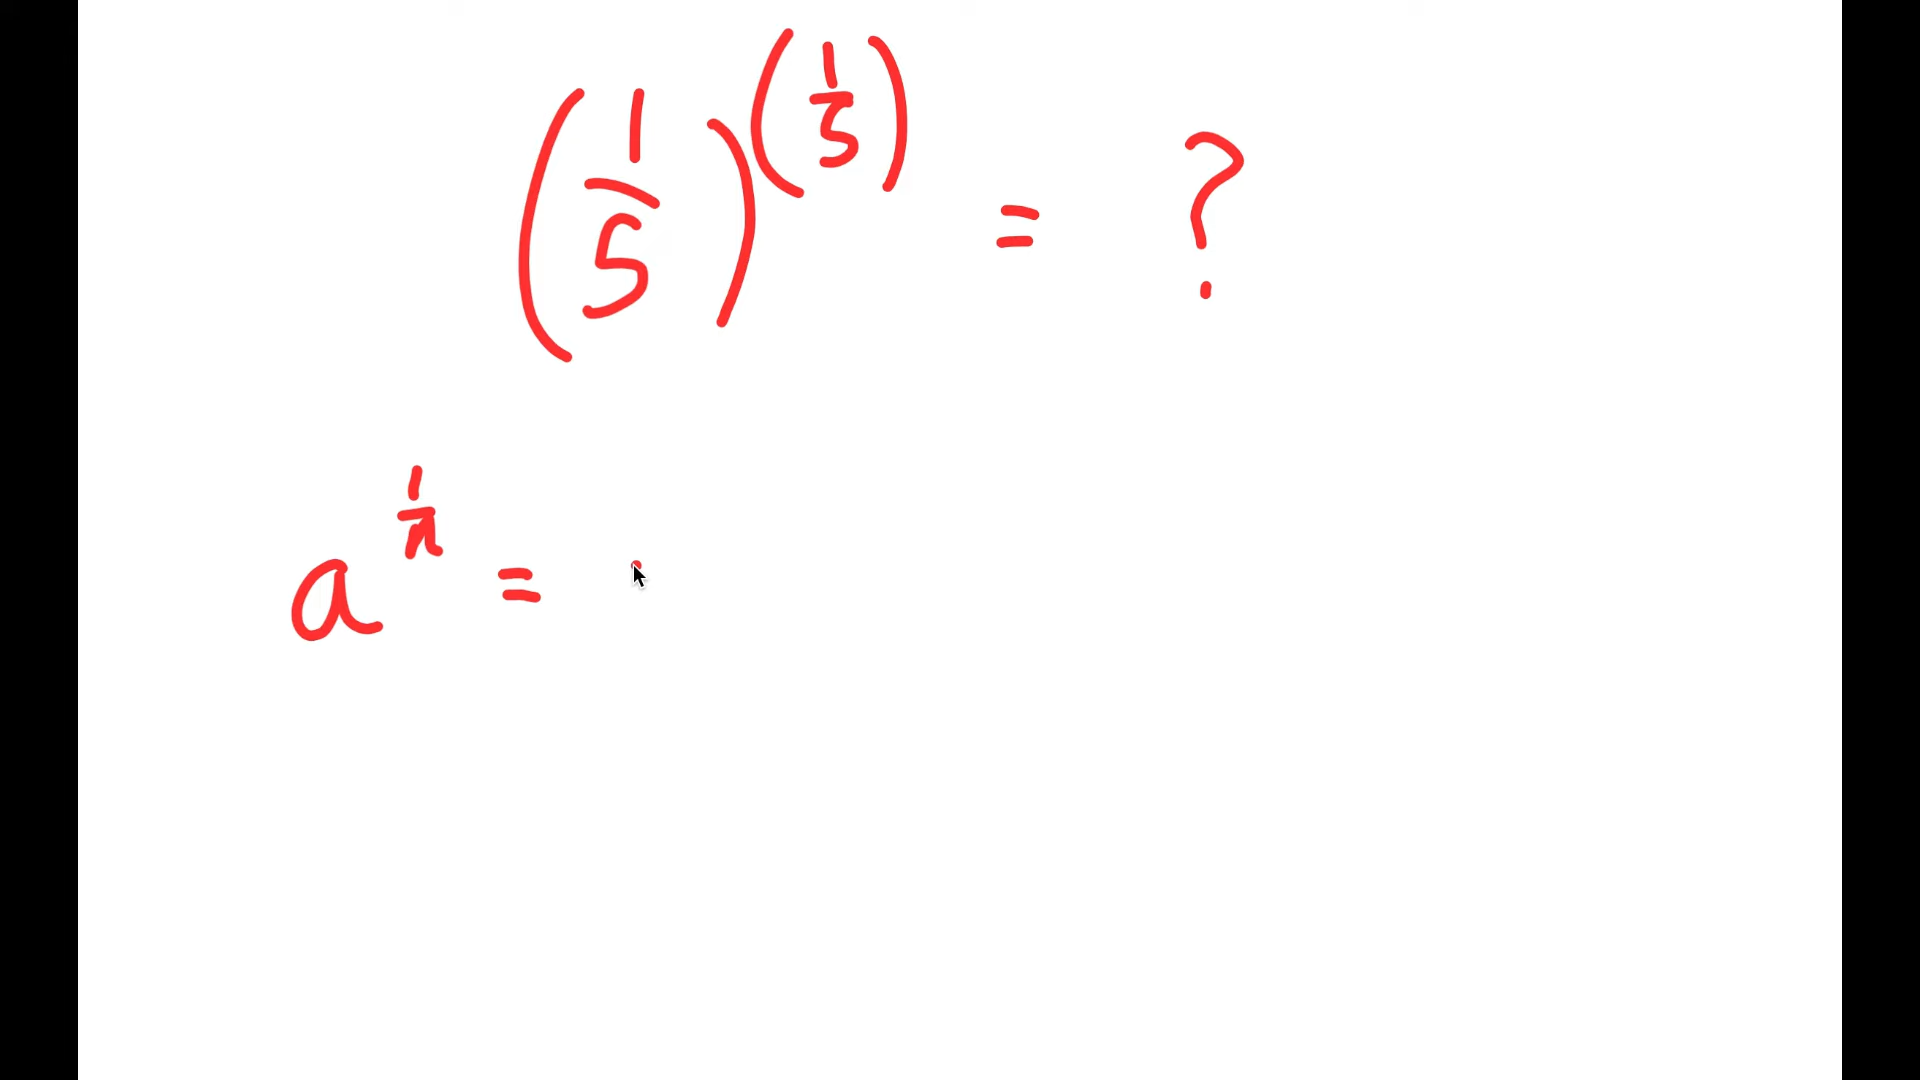 (1/5)^(1/5) = ?
a^1/n =